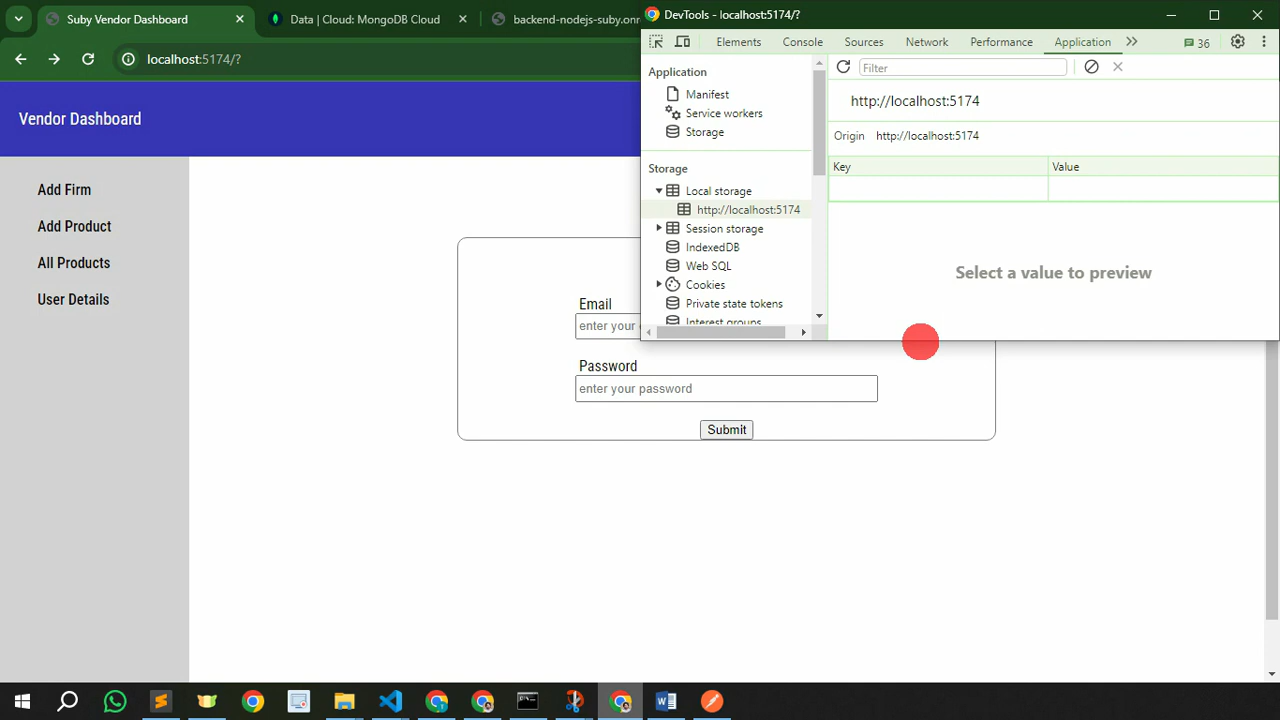 Suby Vendor Dashboard
Data | Cloud: MongoDB Cloud
backend-nodejs-suby.onr
localhost:5174/?
DevTools - localhost:5174/?
Elements
Console
Sources
Network
Performance
Application
36
Application
Manifest
Service workers
Storage
Storage
Local storage
http://localhost:5174
Session storage
IndexedDB
Web SQL
Cookies
Private state tokens
Interest groups
Filter
http://localhost:5174
Origin http://localhost:5174
Key Value
Select a value to preview
Vendor Dashboard
Add Firm
Add Product
All Products
User Details
Email
enter your
Password
enter your password
Submit